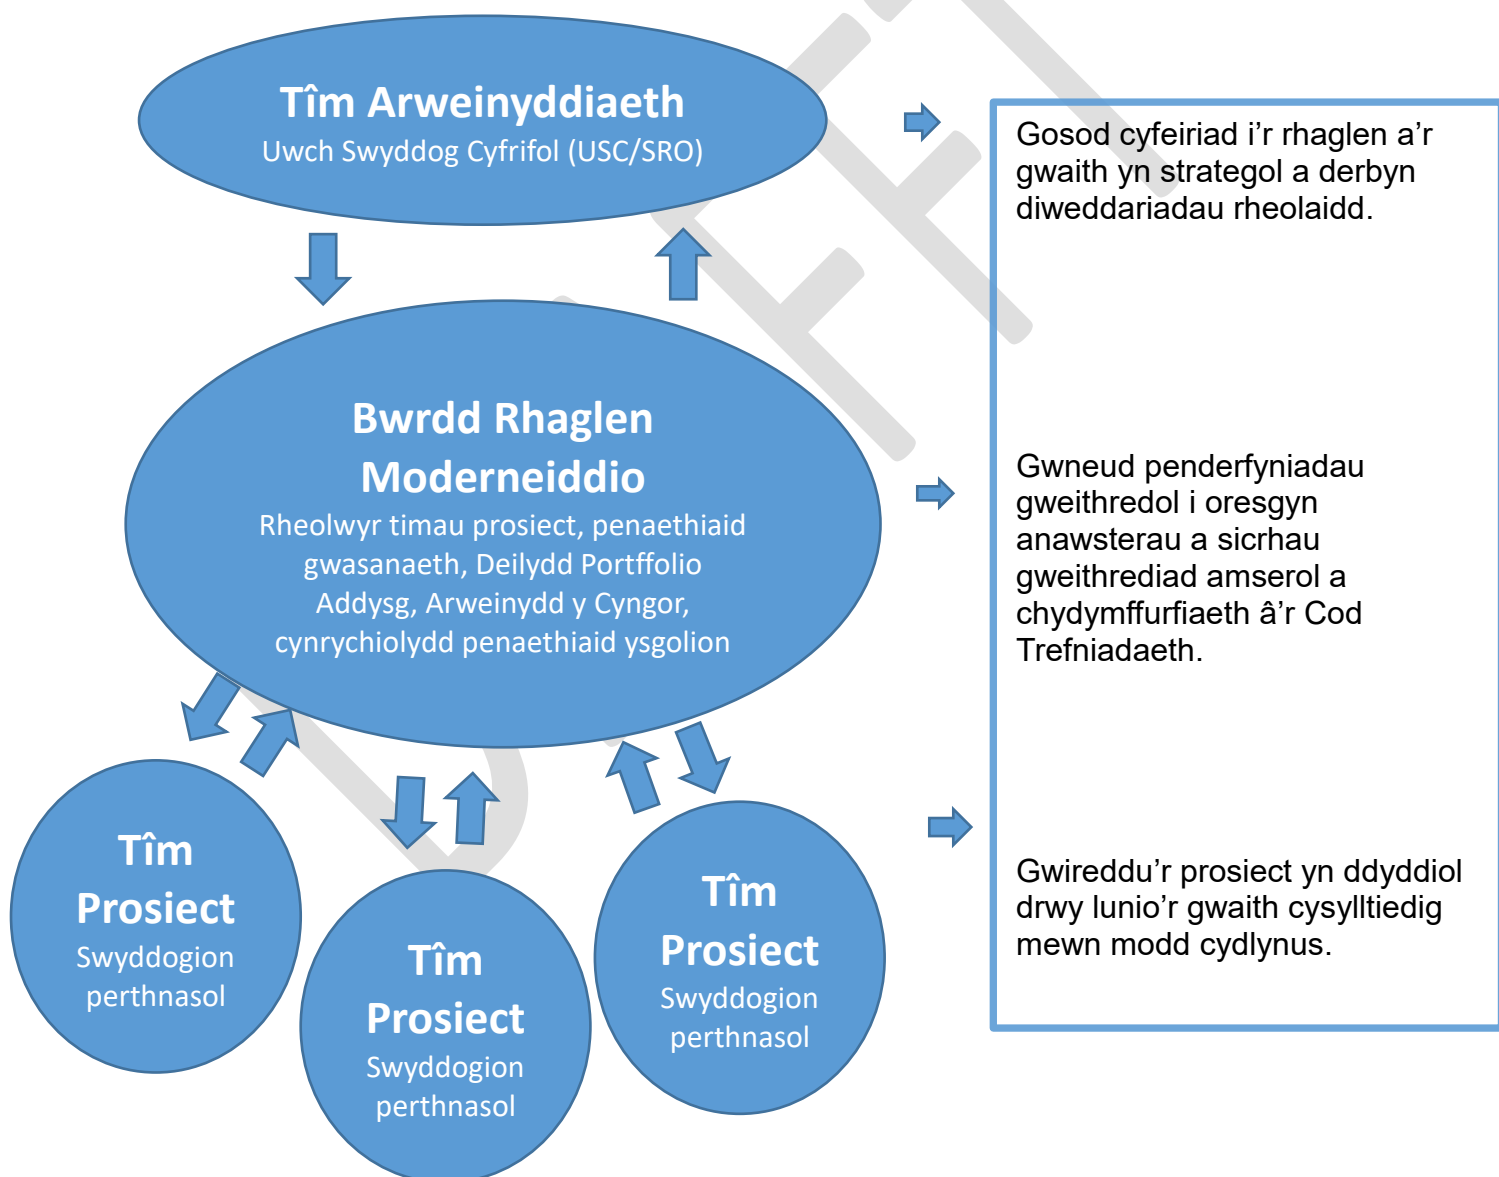 Tîm Arweinyddiaeth
Uwch Swyddog Cyfrifol (USC/SRO)
Gosod cyfeiriad i'r rhaglen a'r
gwaith yn strategol a derbyn
diweddariadau rheolaidd.
Bwrdd Rhaglen
Moderneiddio
Rheolwyr timau prosiect, penaethiaid
gwasanaeth, Deilydd Portffolio
Addysg, Arweinydd y Cyngor,
cynrychiolydd penaethiaid ysgolion
Gwneud penderfyniadau
gweithredol i oresgyn
anawsterau a sicrhau
gweithrediad amserol a
chydymffurfiaeth â'r Cod
Trefniadaeth.
Tîm
Prosiect
Swyddogion
perthnasol
Tîm
Prosiect
Swyddogion
perthnasol
Tîm
Prosiect
Swyddogion
perthnasol
Gwireddu'r prosiect yn ddyddiol
drwy lunio'r gwaith cysylltiedig
mewn modd cydlynus.